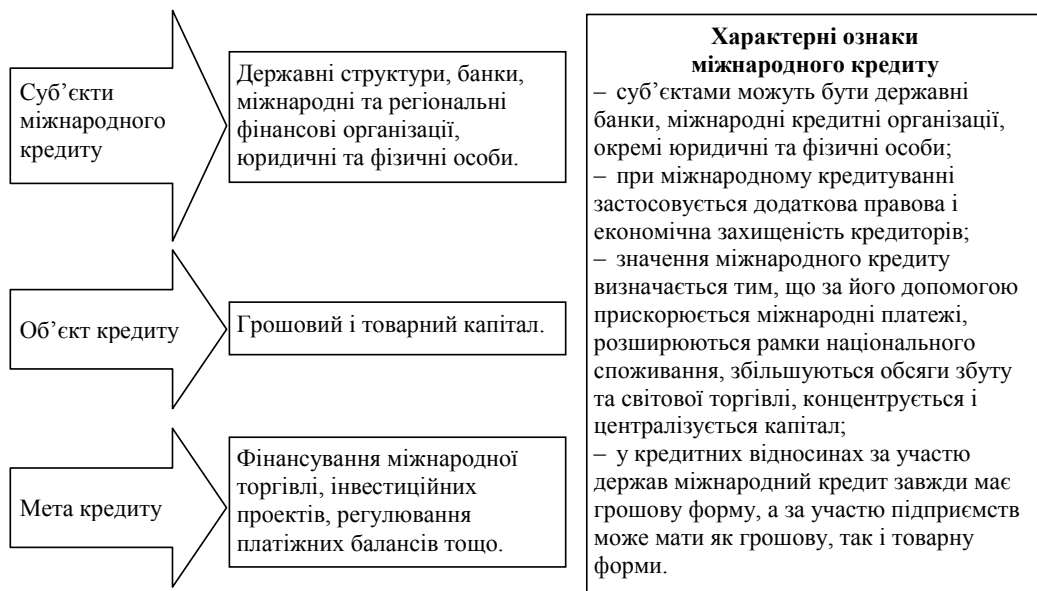 Суб’єкти
міжнародного
кредиту
Державні структури, банки,
міжнародні та регіональні
фінансові організації,
юридичні та фізичні особи.
Об’єкт кредиту
Грошовий і товарний капітал.
Мета кредиту
Фінансування міжнародної
торгівлі, інвестиційних
проектів, регулювання
платіжних балансів тощо.
Характерні ознаки
міжнародного кредиту
– суб’єктами можуть бути державні
банки, міжнародні кредитні організації,
окремі юридичні та фізичні особи;
– при міжнародному кредитуванні
застосовується додаткова правова і
економічна захищеність кредиторів;
– значення міжнародного кредиту
визначається тим, що за його допомогою
прискорюється міжнародні платежі,
розширюються рамки національного
споживання, збільшуються обсяги збуту
та світової торгівлі, концентрується і
централізується капітал;
– у кредитних відносинах за участю
держав міжнародний кредит завжди має
грошову форму, а за участю підприємств
може мати як грошову, так і товарну
форми.